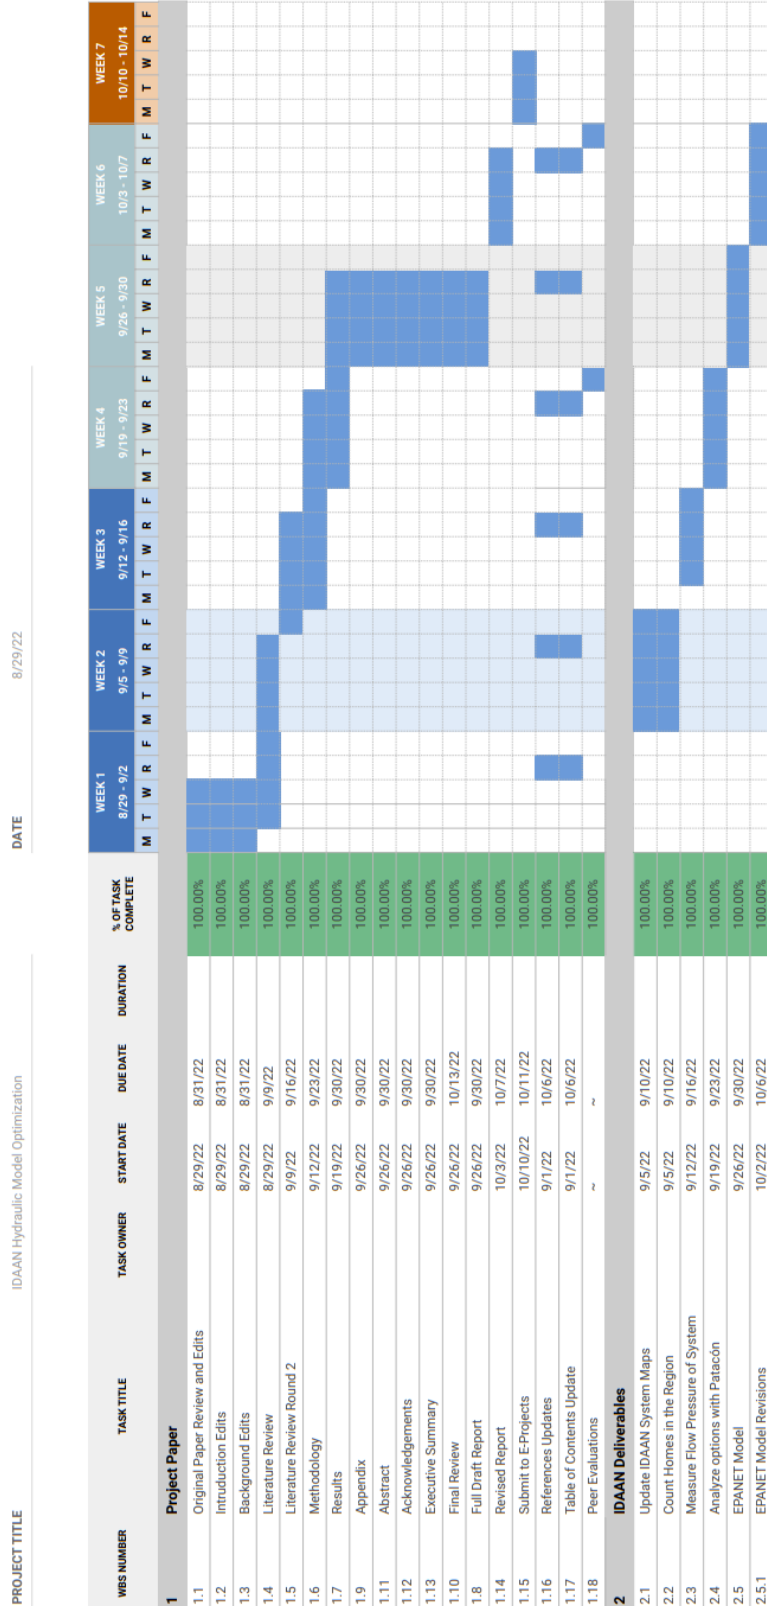 PROJECT TITLE IDAAN Hydraulic Model Optimization DATE 8/29/22
WBS NUMBER TASK TITLE TASK OWNER START DATE DUE DATE DURATION % OF TASK COMPLETE WEEK 1 WEEK 2 WEEK 3 WEEK 4 WEEK 5 WEEK 6 WEEK 7
8/29 - 9/2 9/5 - 9/9 9/12 - 9/16 9/19 - 9/23 9/26 - 9/30 10/3 - 10/7 10/10 - 10/14
M T W R F M T W R F M T W R F M T W R F M T W R F M T W R F M T W R F
1 Project Paper
1.1 Original Paper Review and Edits 8/29/22 8/31/22 100.00%
1.2 Intruduction Edits 8/29/22 8/31/22 100.00%
1.3 Background Edits 8/29/22 8/31/22 100.00%
1.4 Literature Review 8/29/22 9/9/22 100.00%
1.5 Literature Review Round 2 9/9/22 9/16/22 100.00%
1.6 Methodology 9/12/22 9/23/22 100.00%
1.7 Results 9/19/22 9/30/22 100.00%
1.9 Appendix 9/26/22 9/30/22 100.00%
1.11 Abstract 9/26/22 9/30/22 100.00%
1.12 Acknowledgements 9/26/22 9/30/22 100.00%
1.13 Executive Summary 9/26/22 9/30/22 100.00%
1.10 Final Review 9/26/22 10/13/22 100.00%
1.8 Full Draft Report 9/26/22 9/30/22 100.00%
1.14 Revised Report 10/3/22 10/7/22 100.00%
1.15 Submit to E-Projects 10/10/22 10/11/22 100.00%
1.16 References Updates 9/1/22 10/6/22 100.00%
1.17 Table of Contents Update 9/1/22 10/6/22 100.00%
1.18 Peer Evaluations ~ ~ 100.00%
2 IDAAN Deliverables
2.1 Update IDAAN System Maps 9/5/22 9/10/22 100.00%
2.2 Count Homes in the Region 9/5/22 9/10/22 100.00%
2.3 Measure Flow Pressure of System 9/12/22 9/16/22 100.00%
2.4 Analyze options with Patacón 9/19/22 9/23/22 100.00%
2.5 EPANET Model 9/26/22 9/30/22 100.00%
2.5.1 EPANET Model Revisions 10/2/22 10/6/22 100.00%